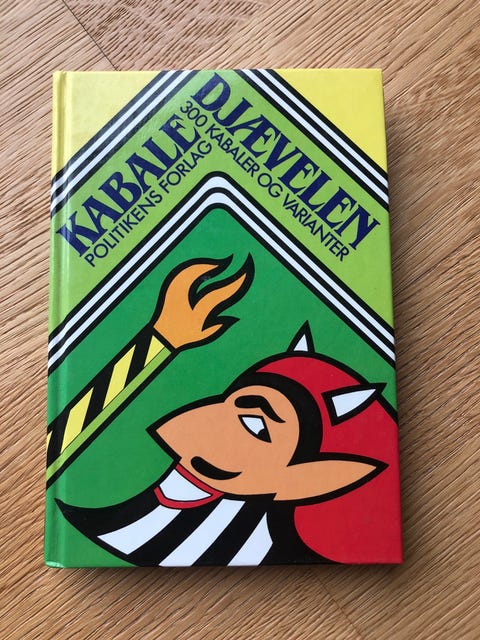 KABALE
DJÆVELEN
300 KABALER OG VARIANTER
POLITIKENS FORLAG